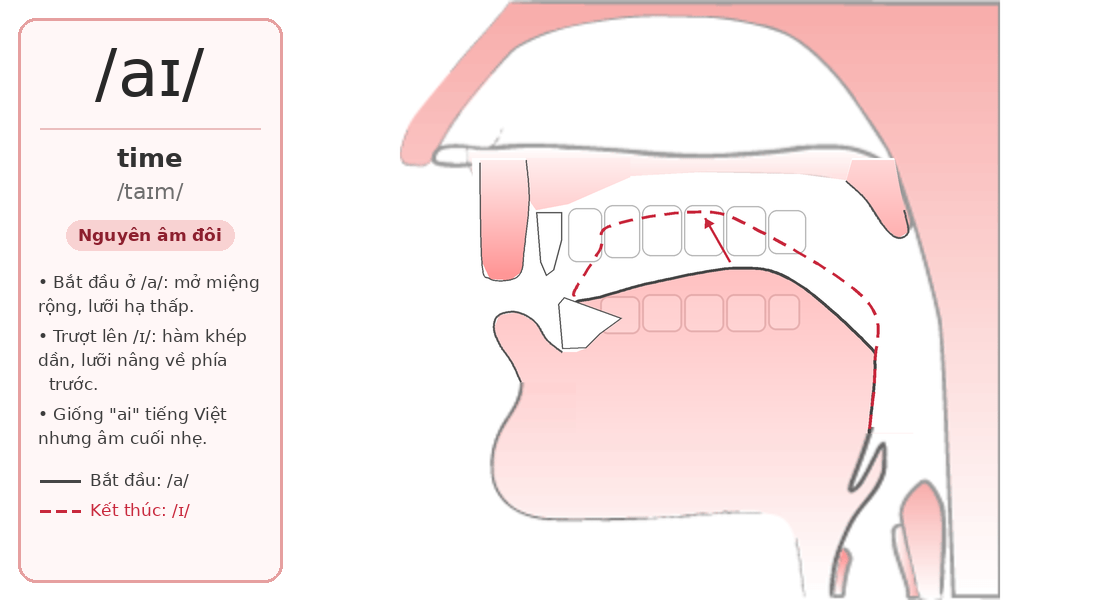 /aɪ/
time
/taɪm/
Nguyên âm đôi
• Bắt đầu ở /a/: mở miệng
rộng, lưỡi hạ thấp.
• Trượt lên /ɪ/: hàm khép
dần, lưỡi nâng về phía
trước.
• Giống "ai" tiếng Việt
nhưng âm cuối nhẹ.
Bắt đầu: /a/
Kết thúc: /ɪ/